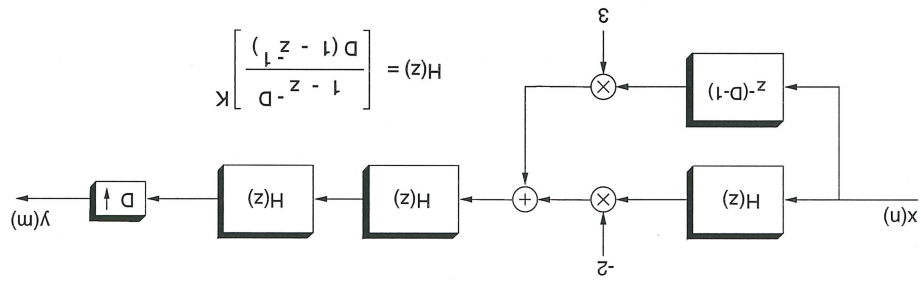 -2
x(n) H(z) × + H(z) H(z) ↓ D y(m)
z^-(D-1) ×
3
H(z) = [ 1 - z^-D / D (1 - z^-1) ]^K